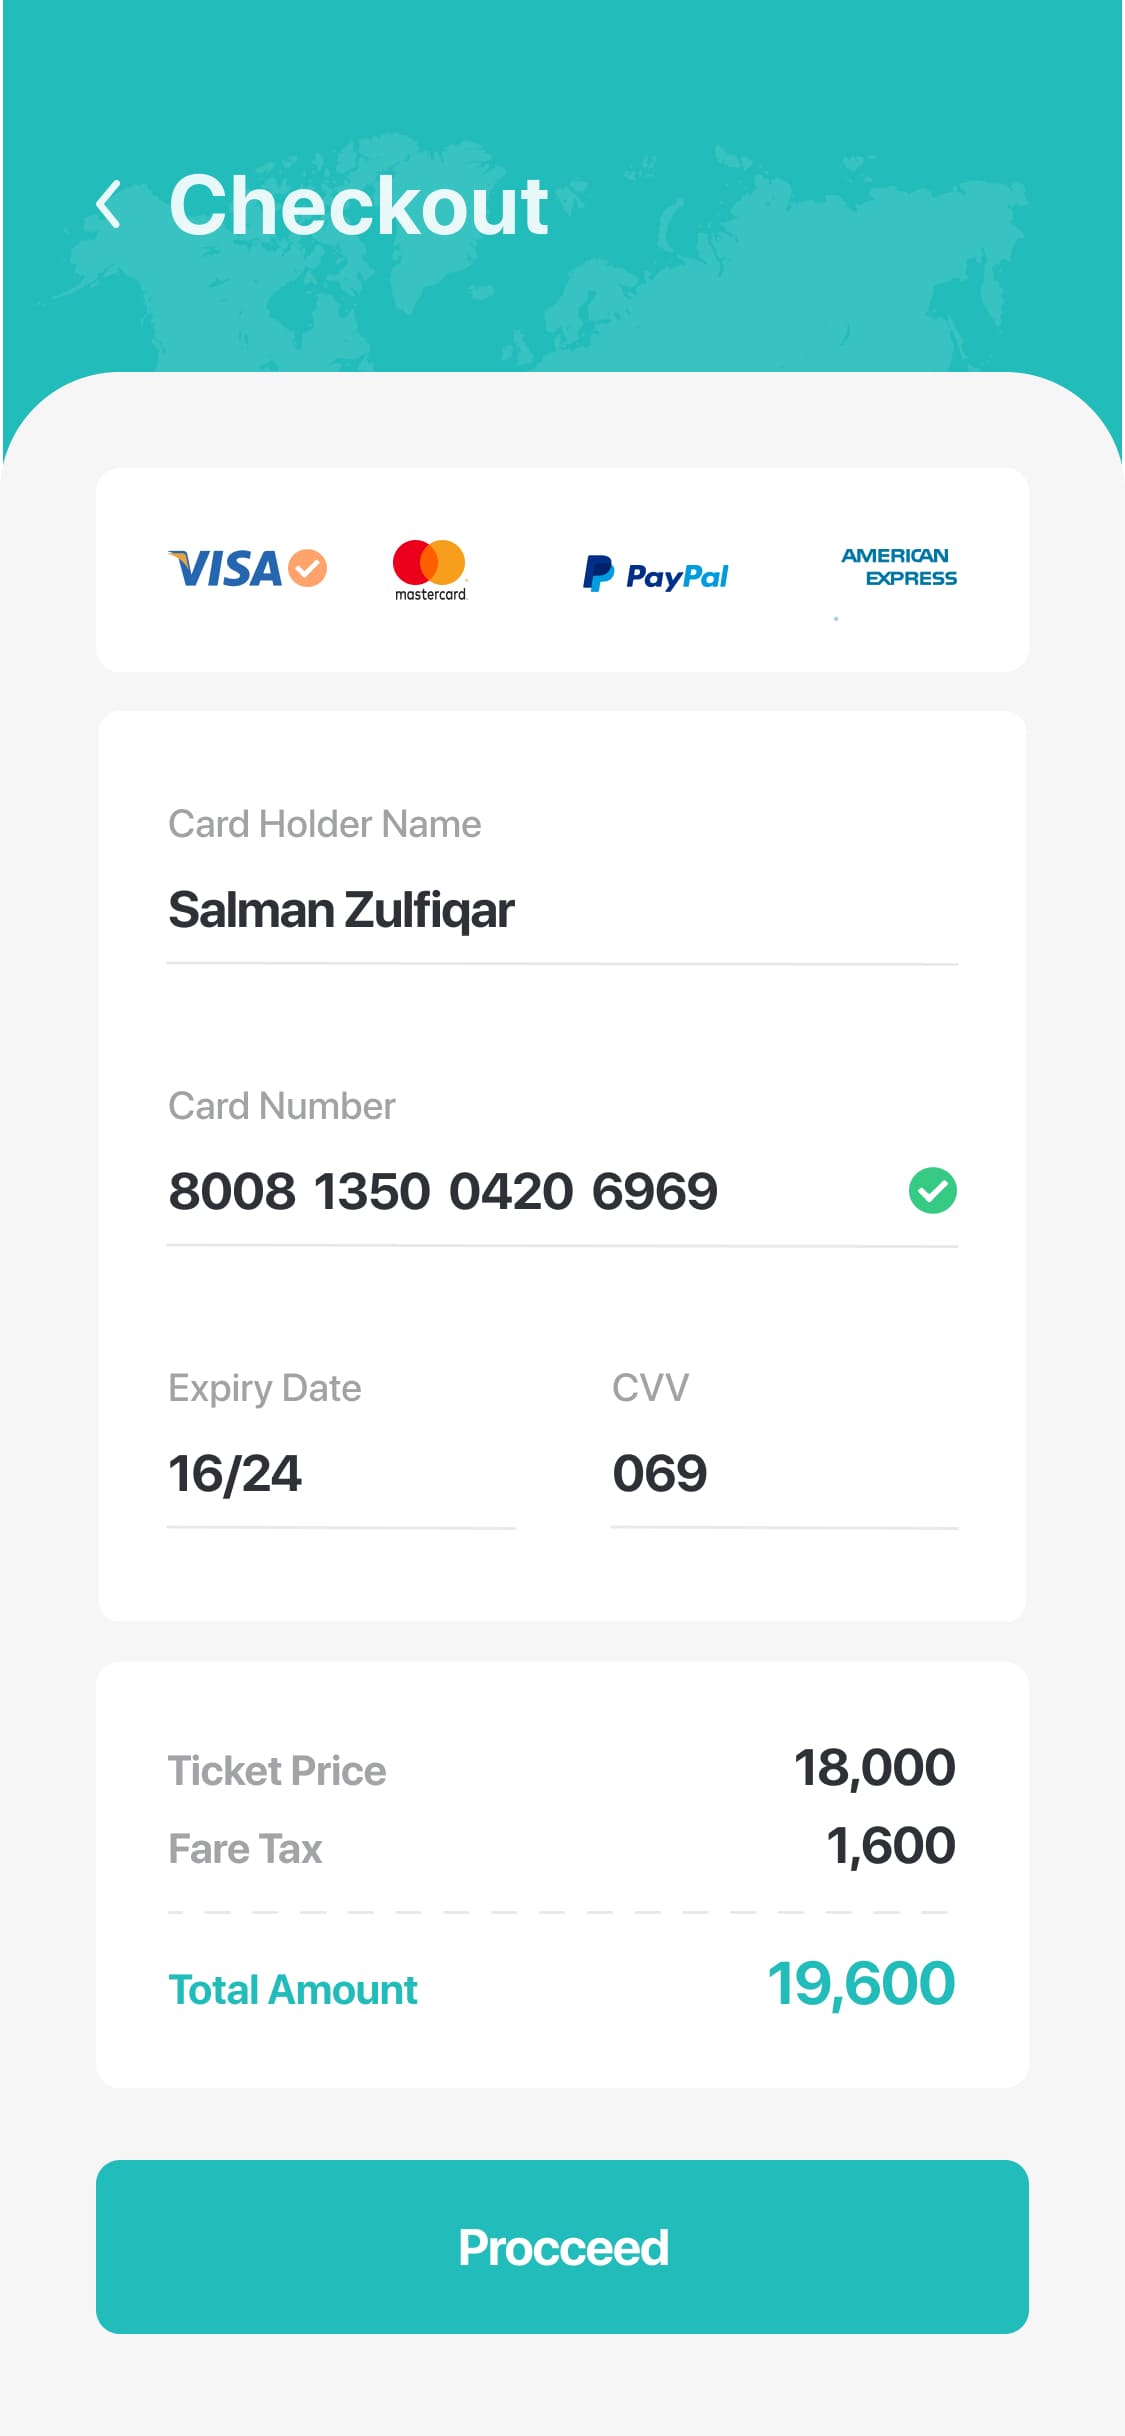 Checkout
VISA mastercard. PayPal AMERICAN EXPRESS
Card Holder Name
Salman Zulfiqar
Card Number
8008 1350 0420 6969
Expiry Date CVV
16/24 069
Ticket Price 18,000
Fare Tax 1,600
Total Amount 19,600
Procceed